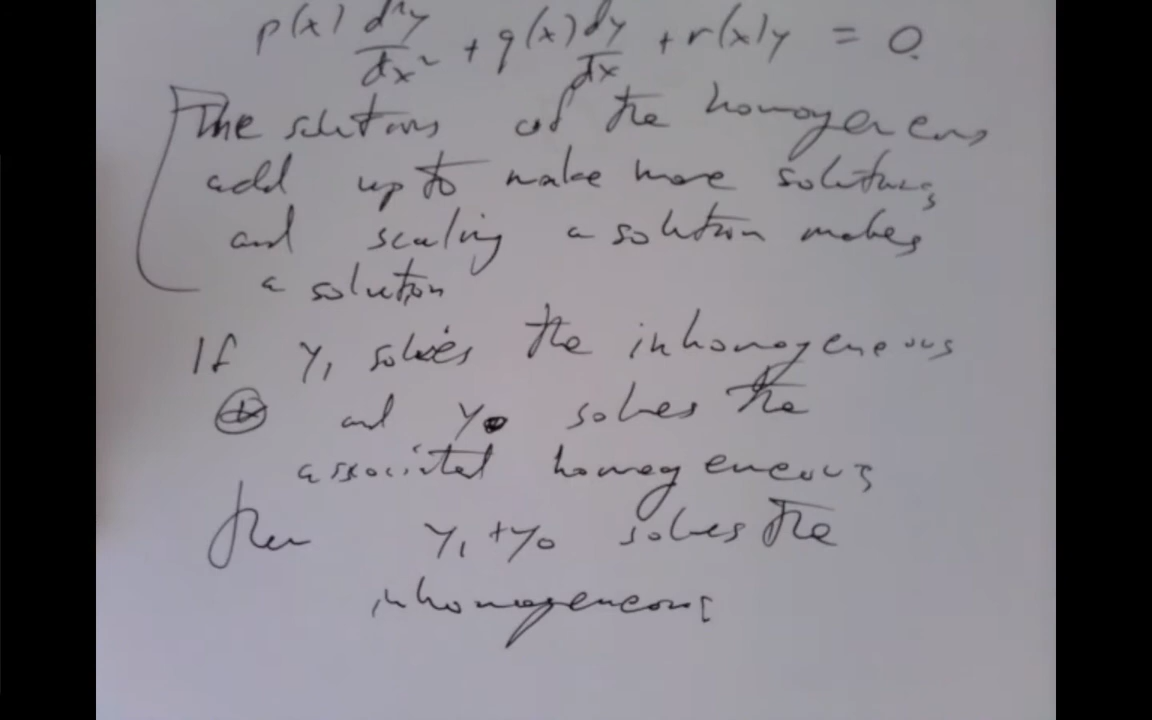 p(x) d²y/dx² + q(x) dy/dx + r(x)y = 0.
The solutions of the homogeneous
add up to make more solutions,
and scaling a solution makes
a solution
If y₁ solves the inhomogeneous
and y₀ solves the
associated homogeneous
then y₁ + y₀ solves the
inhomogeneous